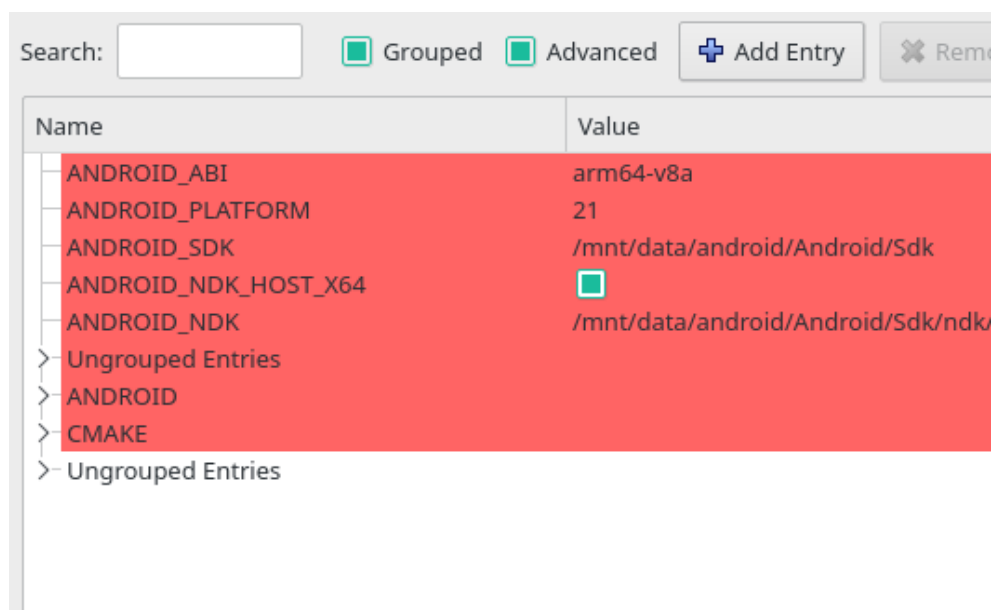 Search: Grouped Advanced Add Entry
Name Value
ANDROID_ABI arm64-v8a
ANDROID_PLATFORM 21
ANDROID_SDK /mnt/data/android/Android/Sdk
ANDROID_NDK_HOST_X64
ANDROID_NDK /mnt/data/android/Android/Sdk/ndk/
Ungrouped Entries
ANDROID
CMAKE
Ungrouped Entries